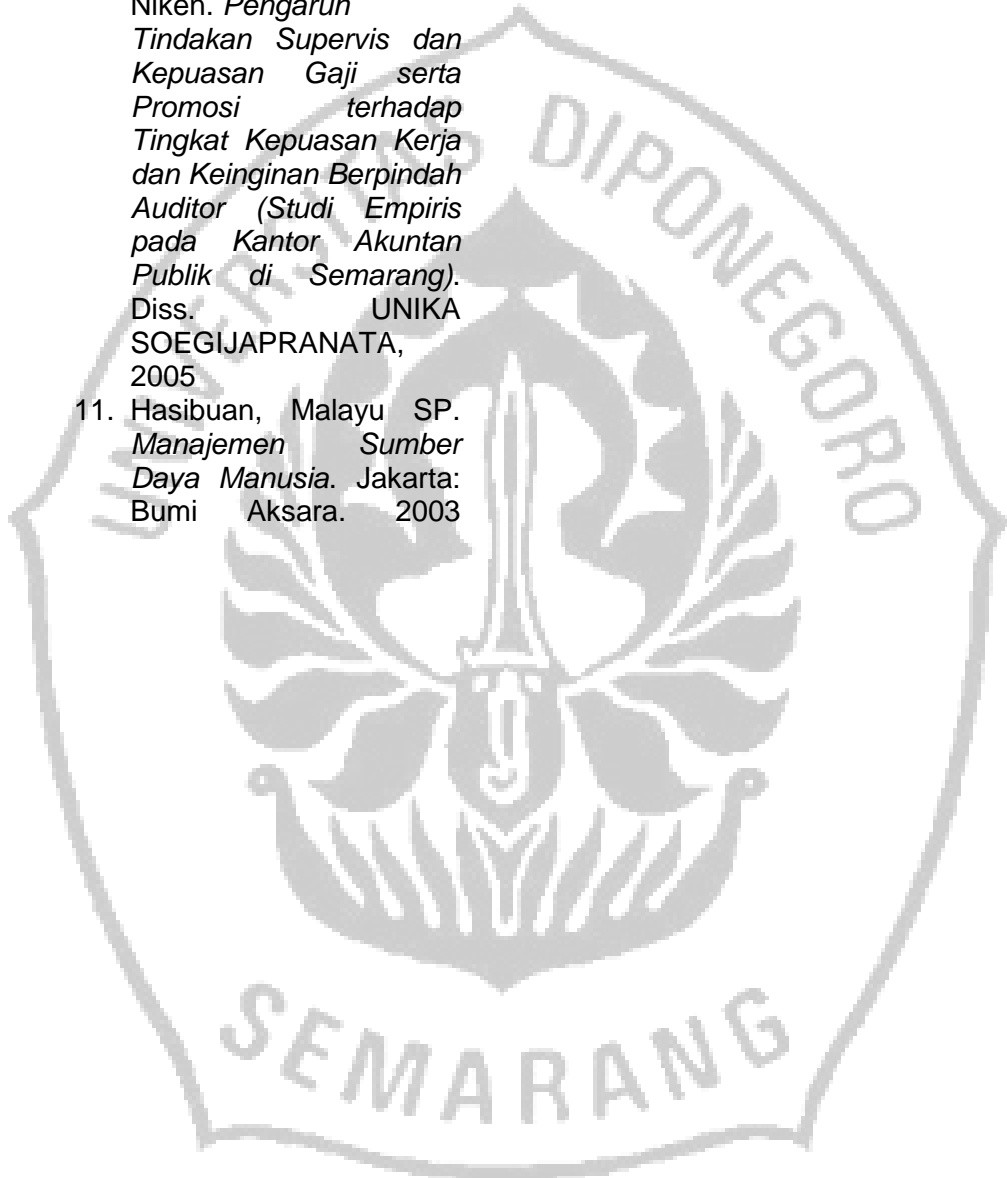 Niken. Pengaruh
Tindakan Supervis dan
Kepuasan Gaji serta
Promosi terhadap
Tingkat Kepuasan Kerja
dan Keinginan Berpindah
Auditor (Studi Empiris
pada Kantor Akuntan
Publik di Semarang).
Diss. UNIKA
SOEGIJAPRANATA,
2005
11. Hasibuan, Malayu SP.
Manajemen Sumber
Daya Manusia. Jakarta:
Bumi Aksara. 2003
UNIVERSITAS DIPONEGORO
SEMARANG